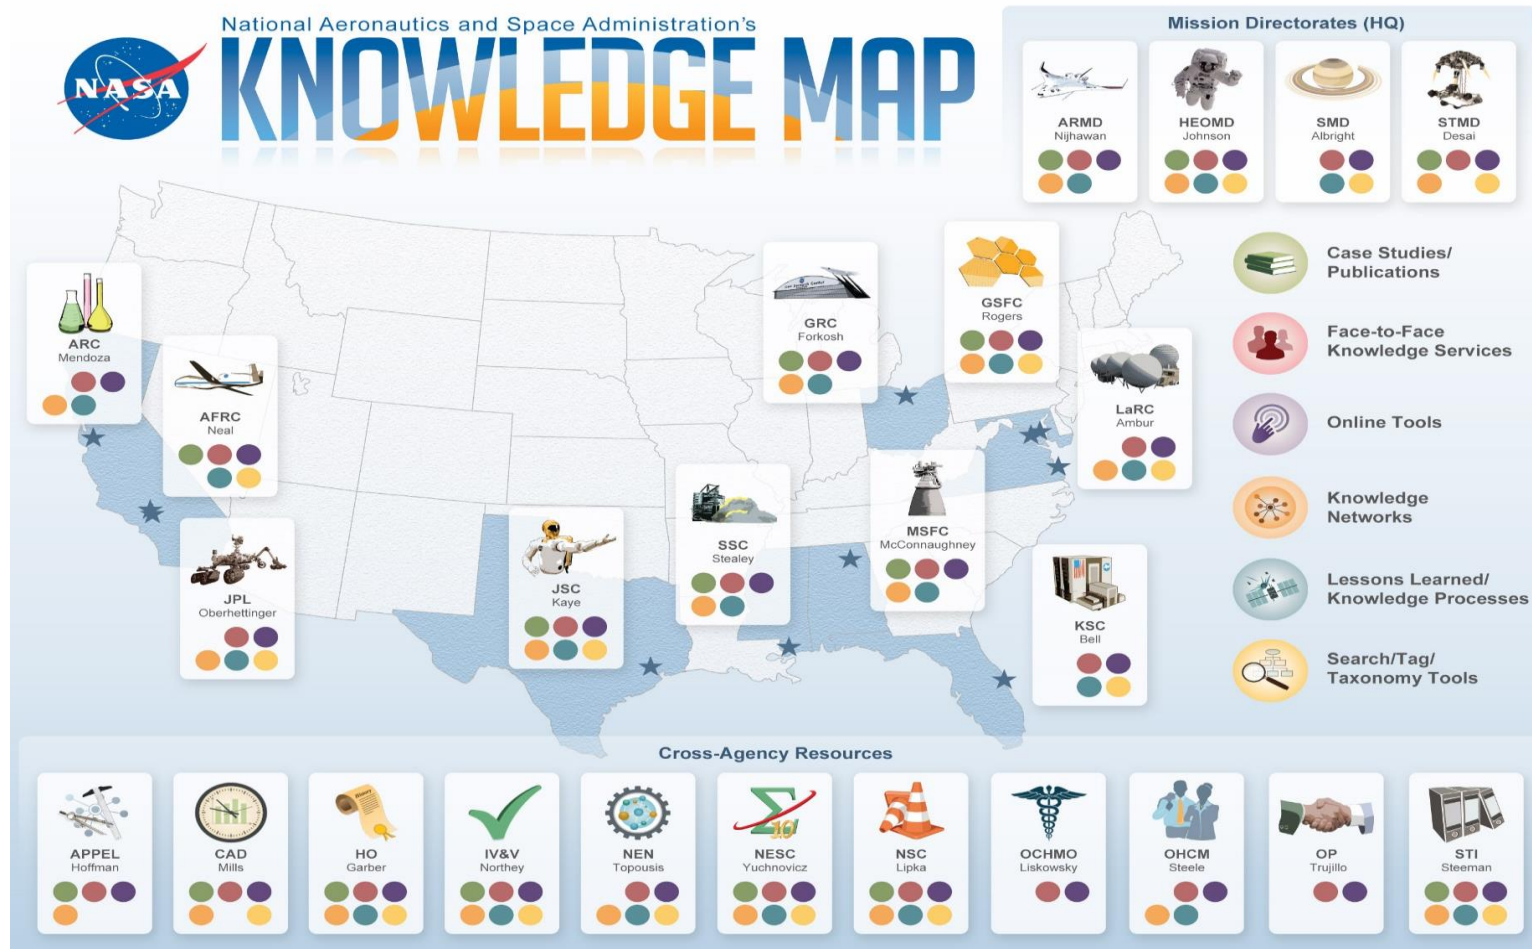 National Aeronautics and Space Administration's
KNOWLEDGE MAP
NASA
Mission Directorates (HQ)
ARMD
Nijhawan
HEOMD
Johnson
SMD
Albright
STMD
Desai
Case Studies/
Publications
Face-to-Face
Knowledge Services
Online Tools
Knowledge
Networks
Lessons Learned/
Knowledge Processes
Search/Tag/
Taxonomy Tools
ARC
Mendoza
AFRC
Neal
JPL
Oberhettinger
JSC
Kaye
SSC
Stealey
GRC
Forkosh
MSFC
McConnaughney
GSFC
Rogers
LaRC
Ambur
KSC
Bell
Cross-Agency Resources
APPEL
Hoffman
CAD
Mills
History
HO
Garber
IV&V
Northey
NEN
Topousis
10
NESC
Yuchnovicz
NSC
Lipka
OCHMO
Liskowsky
OHCM
Steele
OP
Trujillo
STI
Steeman